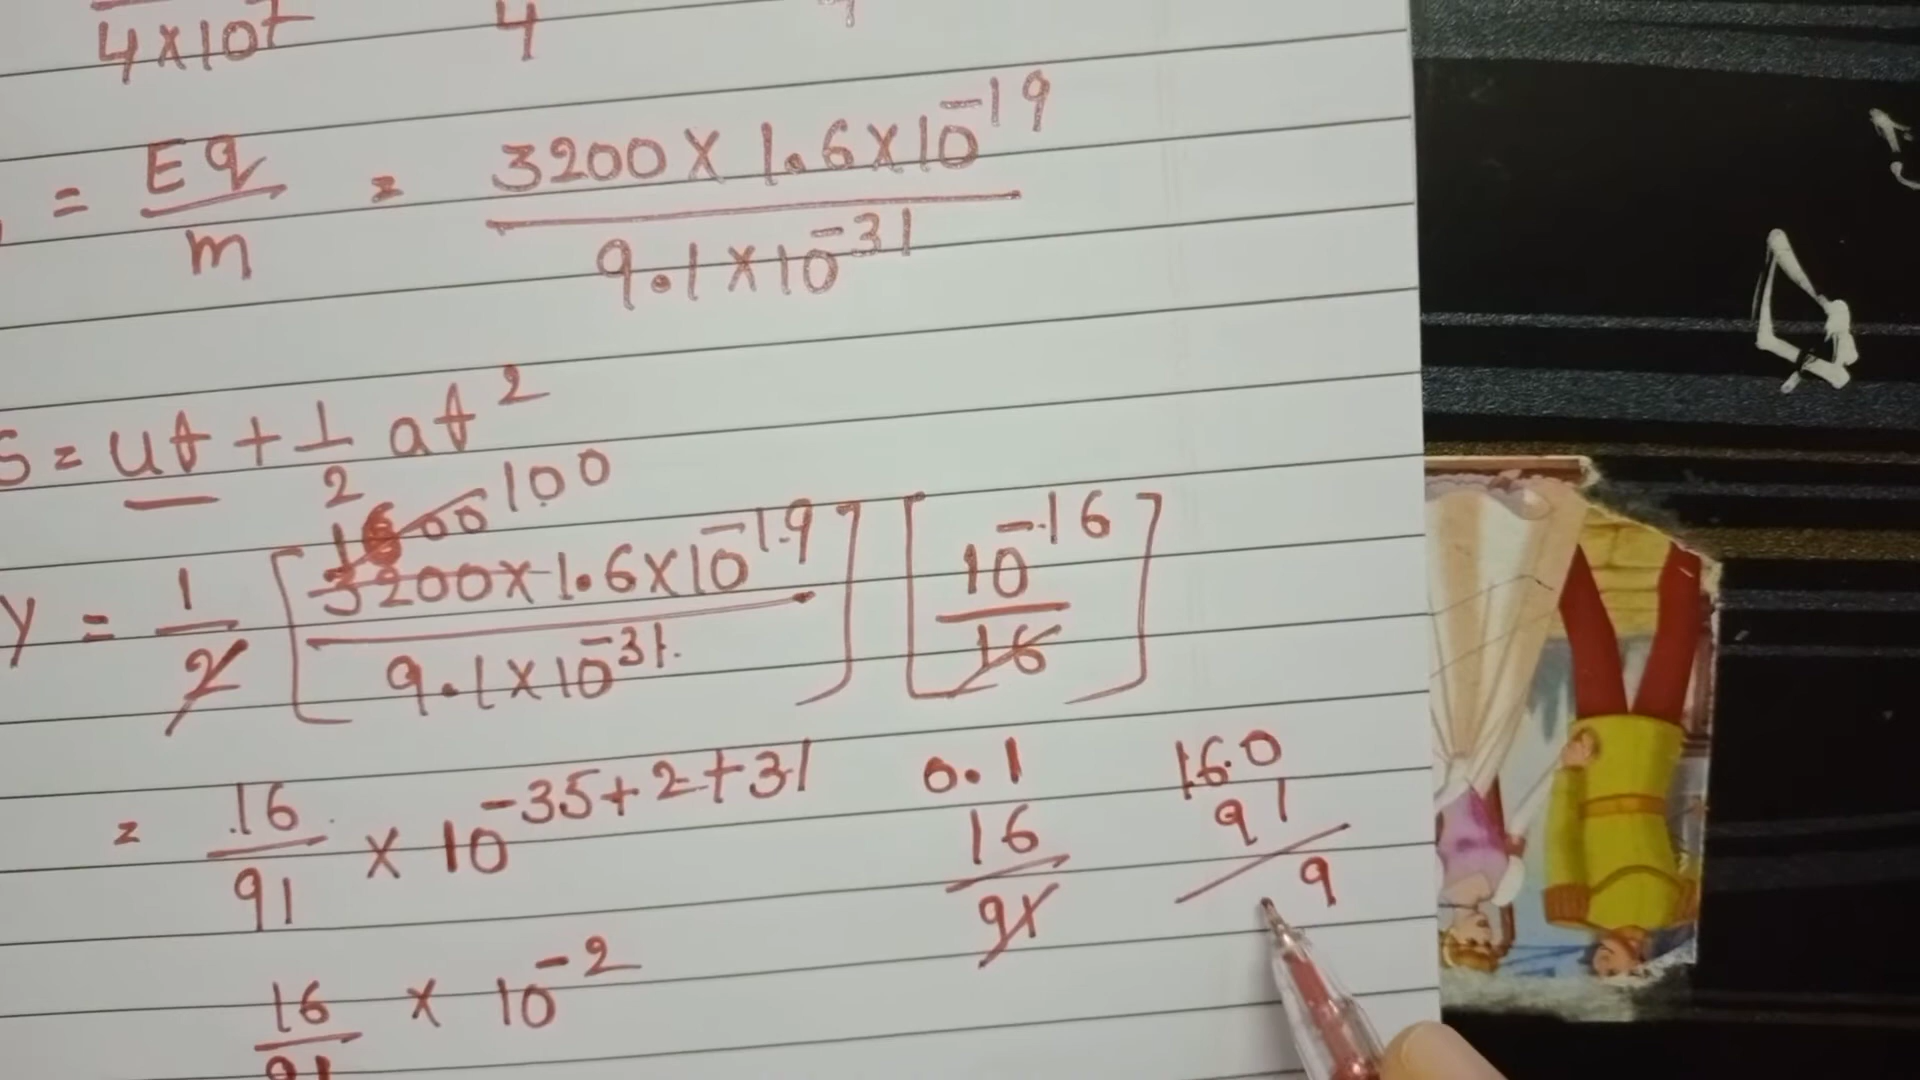 4×10⁷ 4
= Eq/m = 3200 × 1.6×10⁻¹⁹ / 9.1×10⁻³¹
S = ut + 1/2 at²
1600 100
y = 1/2 [3200×1.6×10⁻¹⁹ / 9.1×10⁻³¹] [10⁻¹⁶ / 16]
= 16/91 × 10⁻³⁵⁺²⁺³¹ 0.1 16/91 160 91 9
16/91 × 10⁻²